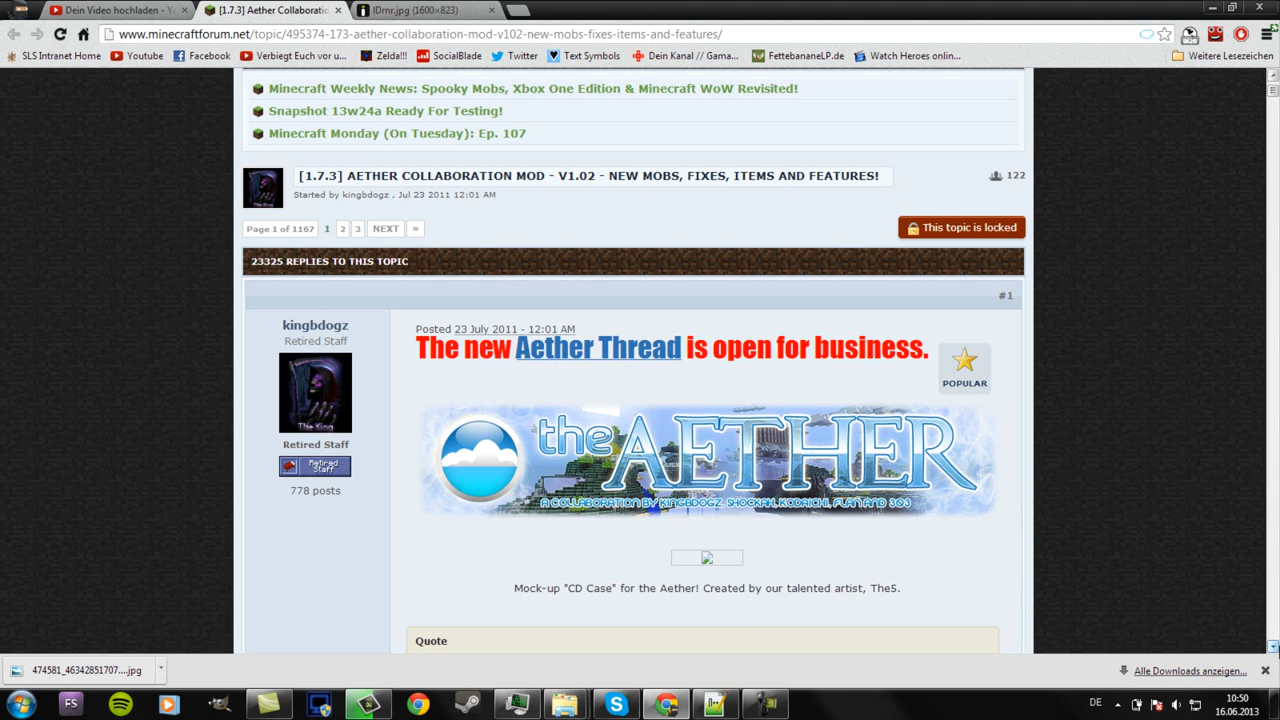 Dein Video hochladen - Yo
[1.7.3] Aether Collaboratio
IDrnr.jpg (1600×823)
www.minecraftforum.net/topic/495374-173-aether-collaboration-mod-v102-new-mobs-fixes-items-and-features/
SLS Intranet Home
Youtube
Facebook
Verbiegt Euch vor u...
Zelda!!!
SocialBlade
Twitter
Text Symbols
Dein Kanal // Gama...
FettebananeLP.de
Watch Heroes onlin...
Weitere Lesezeichen
Minecraft Weekly News: Spooky Mobs, Xbox One Edition & Minecraft WoW Revisited!
Snapshot 13w24a Ready For Testing!
Minecraft Monday (On Tuesday): Ep. 107
[1.7.3] AETHER COLLABORATION MOD - V1.02 - NEW MOBS, FIXES, ITEMS AND FEATURES!
122
Started by kingbdogz , Jul 23 2011 12:01 AM
Page 1 of 1167 1 2 3 NEXT »
This topic is locked
23325 REPLIES TO THIS TOPIC
#1
kingbdogz
Retired Staff
The King
Retired Staff
Retired Staff
778 posts
Posted 23 July 2011 - 12:01 AM
The new Aether Thread is open for business.
POPULAR
the AETHER
A COLLABORATION BY KINGBDOGZ, SHOCKAH, KODAICHI, FLAN AND 303
Mock-up "CD Case" for the Aether! Created by our talented artist, The5.
Quote
474581_46342851707....jpg
Alle Downloads anzeigen...
FS
DE
10:50
16.06.2013